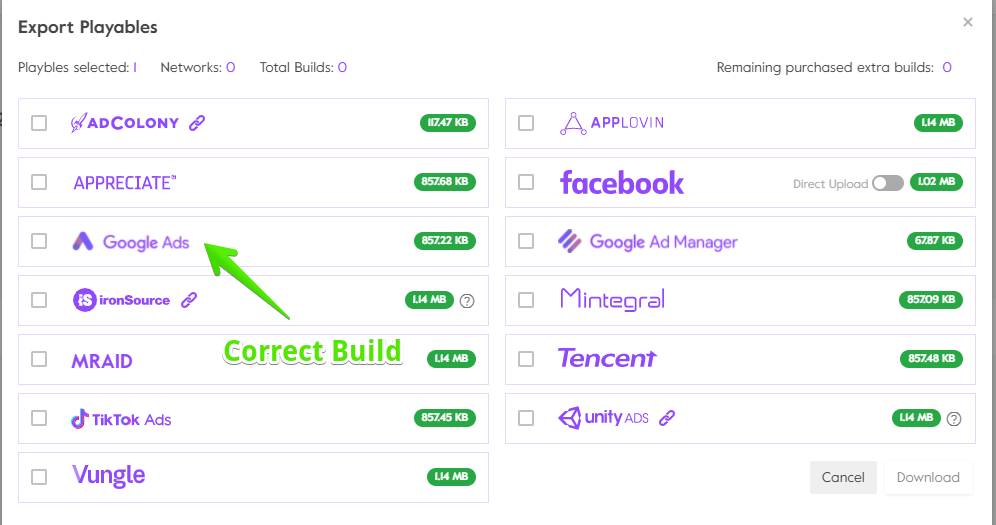 Export Playables
×
Playbles selected: 1 Networks: 0 Total Builds: 0 Remaining purchased extra builds: 0
ADCOLONY 117.47 KB
APPLOVIN 1.14 MB
APPRECIATE 857.68 KB
facebook Direct Upload 1.02 MB
Google Ads 857.22 KB
Google Ad Manager 67.87 KB
iS ironSource 1.14 MB ?
Mintegral 857.09 KB
Correct Build
MRAID 1.14 MB
Tencent 857.48 KB
TikTok Ads 857.45 KB
unity ADS 1.14 MB ?
Vungle 1.14 MB
Cancel Download